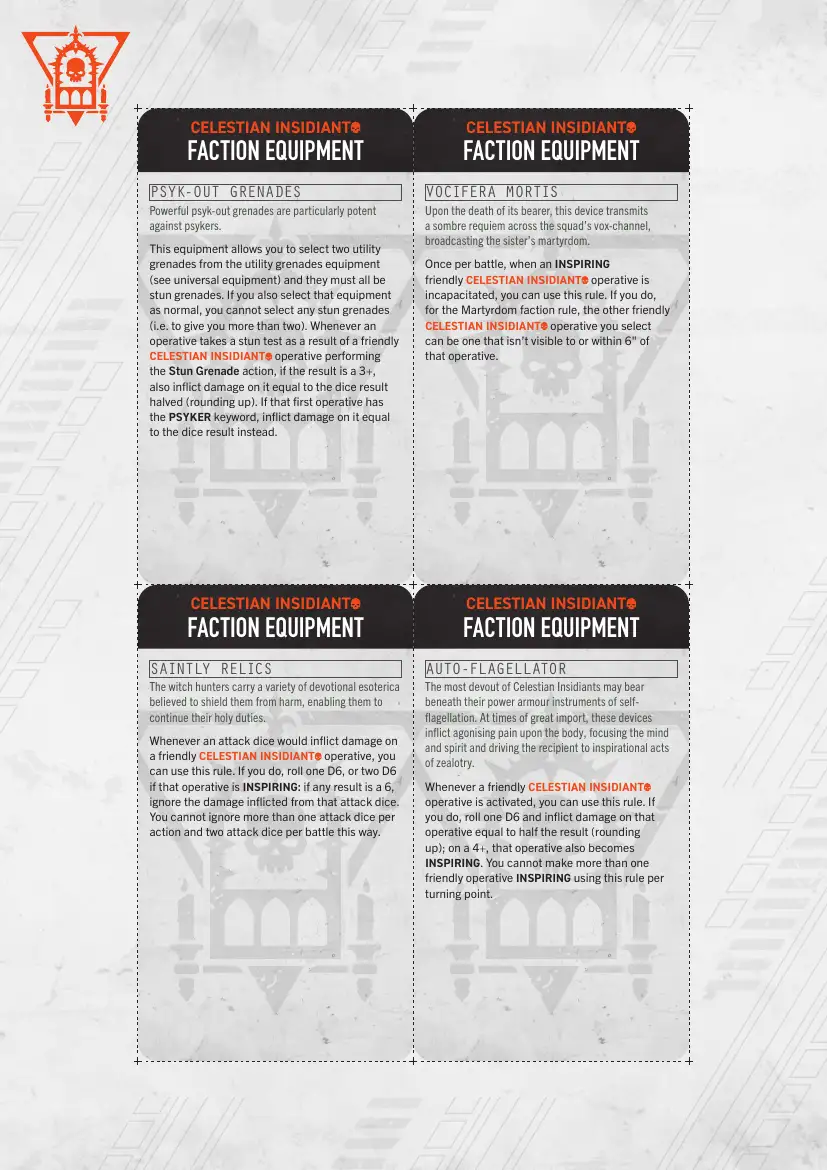 CELESTIAN INSIDIANT
FACTION EQUIPMENT
PSYK-OUT GRENADES
Powerful psyk-out grenades are particularly potent
against psykers.
This equipment allows you to select two utility
grenades from the utility grenades equipment
(see universal equipment) and they must all be
stun grenades. If you also select that equipment
as normal, you cannot select any stun grenades
(i.e. to give you more than two). Whenever an
operative takes a stun test as a result of a friendly
CELESTIAN INSIDIANT operative performing
the Stun Grenade action, if the result is a 3+,
also inflict damage on it equal to the dice result
halved (rounding up). If that first operative has
the PSYKER keyword, inflict damage on it equal
to the dice result instead.
CELESTIAN INSIDIANT
FACTION EQUIPMENT
VOCIFERA MORTIS
Upon the death of its bearer, this device transmits
a sombre requiem across the squad's vox-channel,
broadcasting the sister's martyrdom.
Once per battle, when an INSPIRING
friendly CELESTIAN INSIDIANT operative is
incapacitated, you can use this rule. If you do,
for the Martyrdom faction rule, the other friendly
CELESTIAN INSIDIANT operative you select
can be one that isn't visible to or within 6" of
that operative.
CELESTIAN INSIDIANT
FACTION EQUIPMENT
SAINTLY RELICS
The witch hunters carry a variety of devotional esoterica
believed to shield them from harm, enabling them to
continue their holy duties.
Whenever an attack dice would inflict damage on
a friendly CELESTIAN INSIDIANT operative, you
can use this rule. If you do, roll one D6, or two D6
if that operative is INSPIRING: if any result is a 6,
ignore the damage inflicted from that attack dice.
You cannot ignore more than one attack dice per
action and two attack dice per battle this way.
CELESTIAN INSIDIANT
FACTION EQUIPMENT
AUTO-FLAGELLATOR
The most devout of Celestian Insidiants may bear
beneath their power armour instruments of self-
flagellation. At times of great import, these devices
inflict agonising pain upon the body, focusing the mind
and spirit and driving the recipient to inspirational acts
of zealotry.
Whenever a friendly CELESTIAN INSIDIANT
operative is activated, you can use this rule. If
you do, roll one D6 and inflict damage on that
operative equal to half the result (rounding
up); on a 4+, that operative also becomes
INSPIRING. You cannot make more than one
friendly operative INSPIRING using this rule per
turning point.